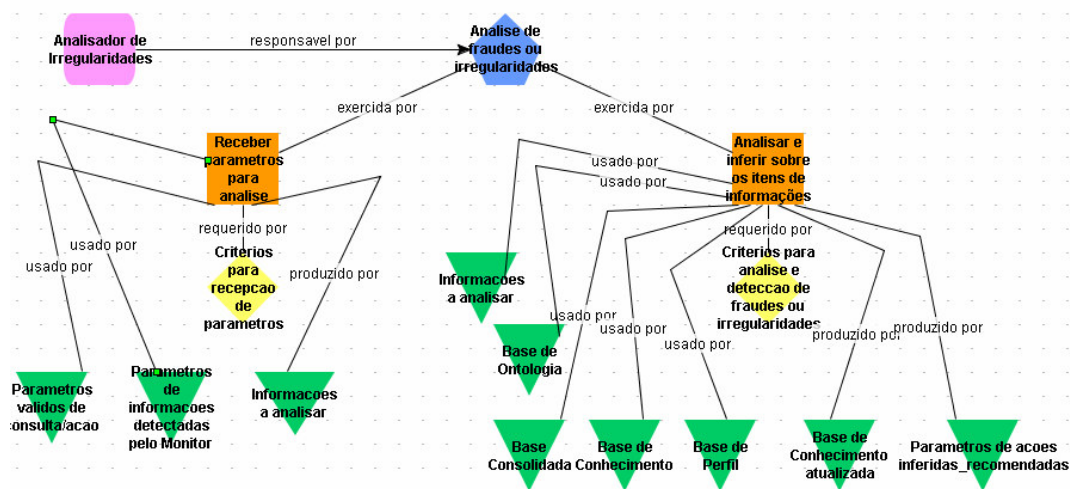 Analisador de
Irregularidades
responsavel por
Analise de
fraudes ou
irregularidades
exercida por
exercida por
Receber
parametros
para
analise
Analisar e
inferir sobre
os itens de
informações
usado por
usado por
requerido por
requerido por
usado por
usado por
produzido por
Criterios
para
recepcao
de
parametros
Informacoes
a analisar
Criterios para
analise e
deteccao de
fraudes ou
irregularidades
usado por
usado por
usado por
produzido por
produzido por
Base de
Ontologia
Parametros
validos de
consulta/acao
Parametros
de
informacoes
detectadas
pelo Monitor
Informacoes
a analisar
Base
Consolidada
Base de
Conhecimento
Base de
Perfil
Base de
Conhecimento
atualizada
Parametros de acoes
inferidas_recomendadas